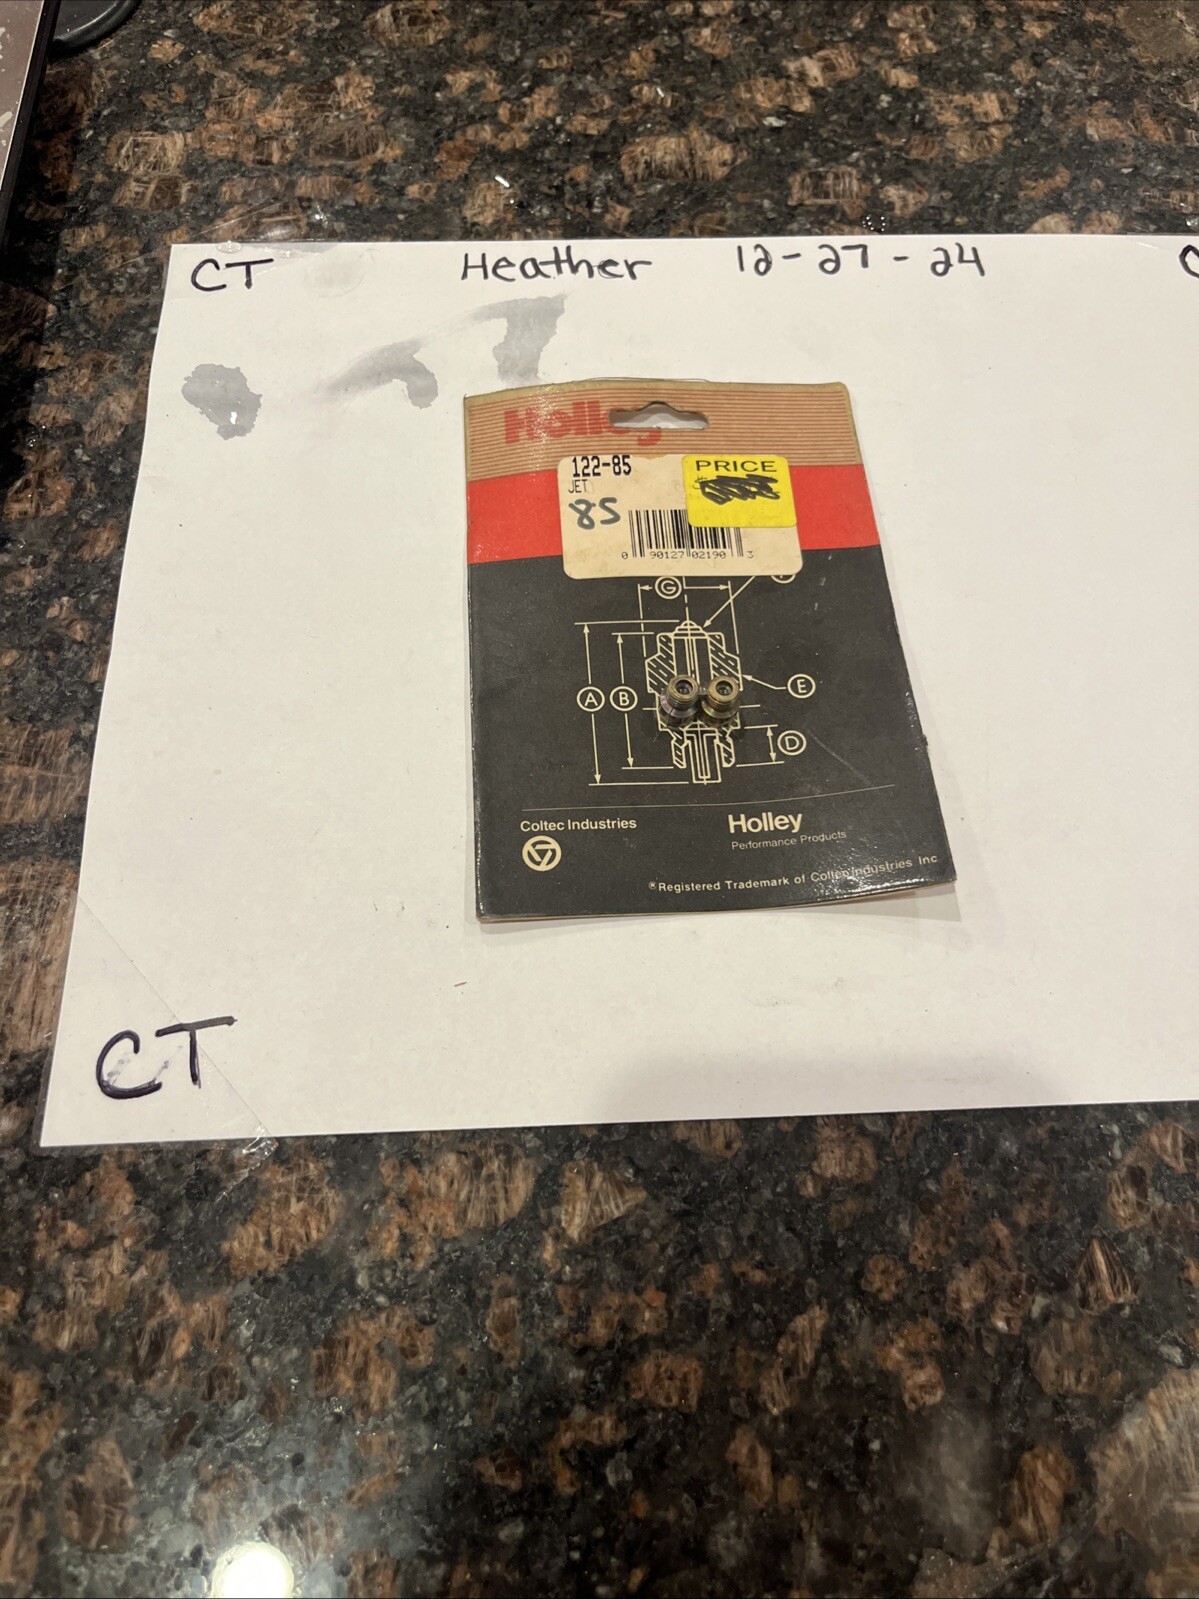 CT Heather 12-27-24 C
Holley
122-85
PRICE
JET
85
0 90127 02190 3
G
A B E
D
Coltec Industries
Holley
Performance Products
®Registered Trademark of Coltec Industries Inc
CT